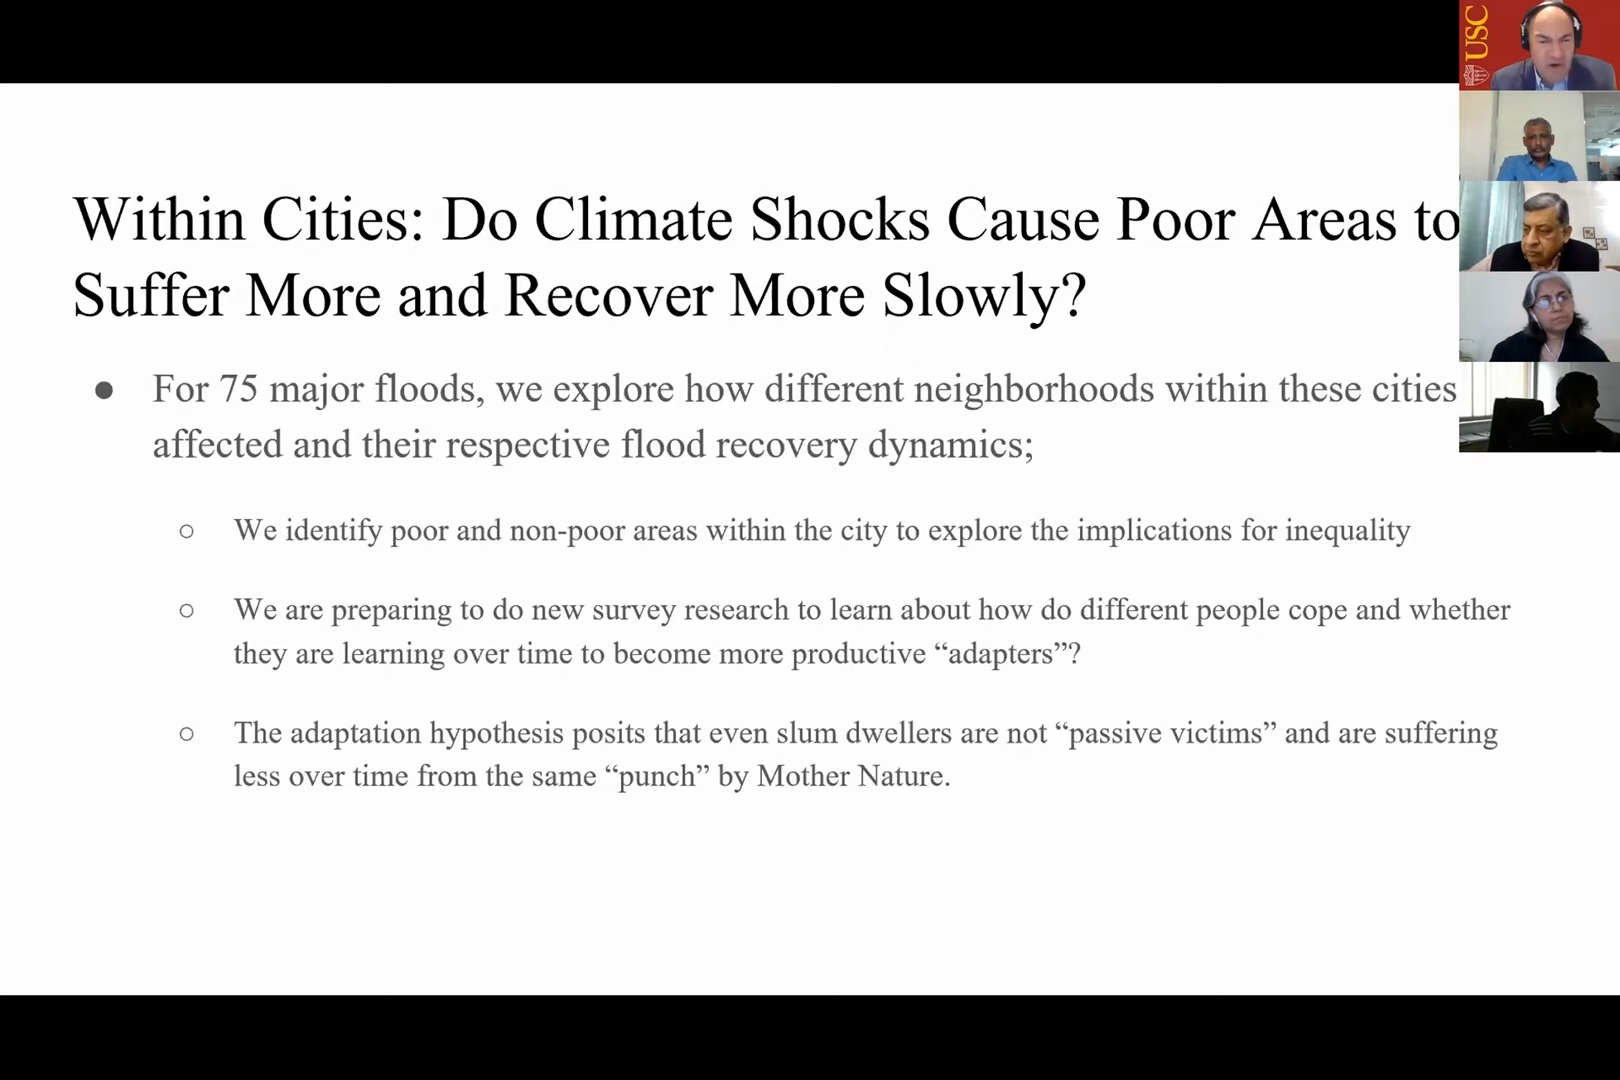 Within Cities: Do Climate Shocks Cause Poor Areas to
Suffer More and Recover More Slowly?
● For 75 major floods, we explore how different neighborhoods within these cities
affected and their respective flood recovery dynamics;
○ We identify poor and non-poor areas within the city to explore the implications for inequality
○ We are preparing to do new survey research to learn about how do different people cope and whether
they are learning over time to become more productive “adapters”?
○ The adaptation hypothesis posits that even slum dwellers are not “passive victims” and are suffering
less over time from the same “punch” by Mother Nature.
USC